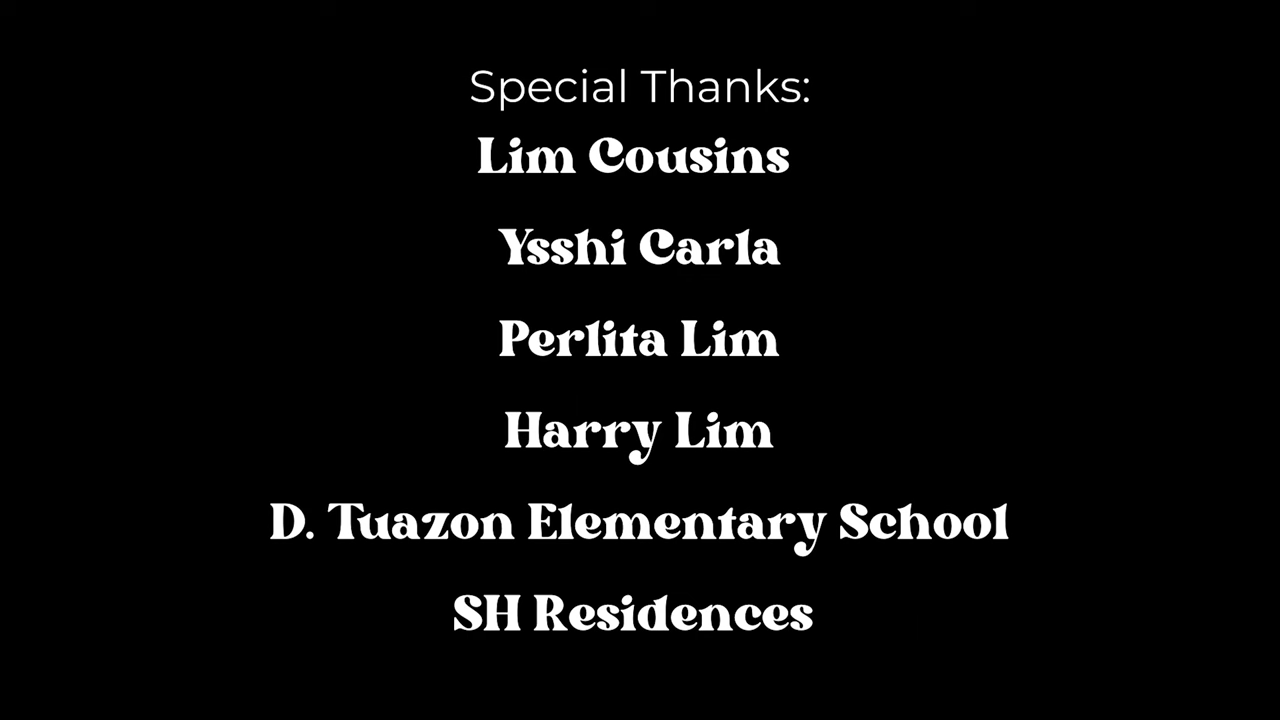 Special Thanks:
Lim Cousins
Ysshi Carla
Perlita Lim
Harry Lim
D. Tuazon Elementary School
SH Residences